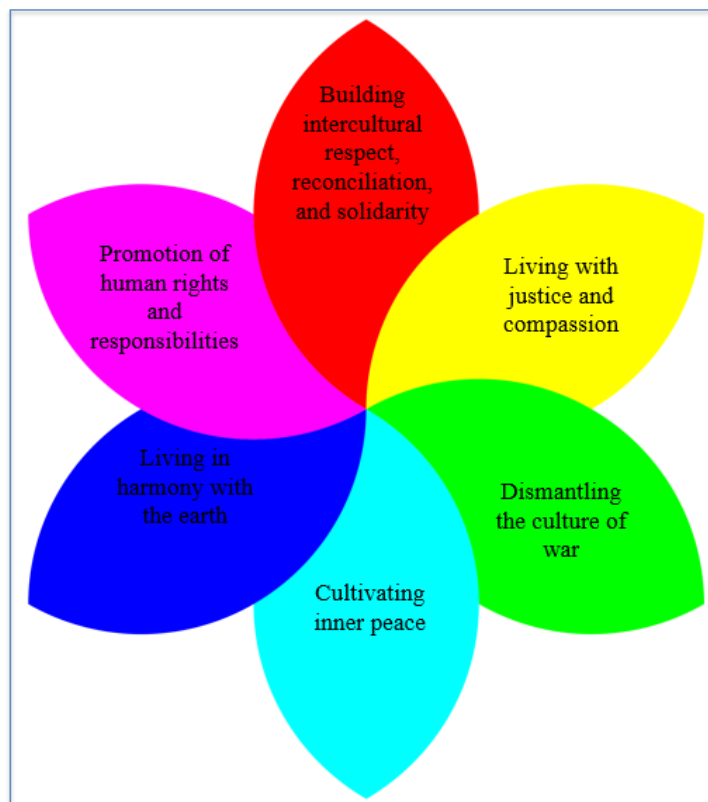 Building
intercultural
respect,
reconciliation,
and solidarity
Living with
justice and
compassion
Dismantling
the culture of
war
Cultivating
inner peace
Living in
harmony with
the earth
Promotion of
human rights
and
responsibilities